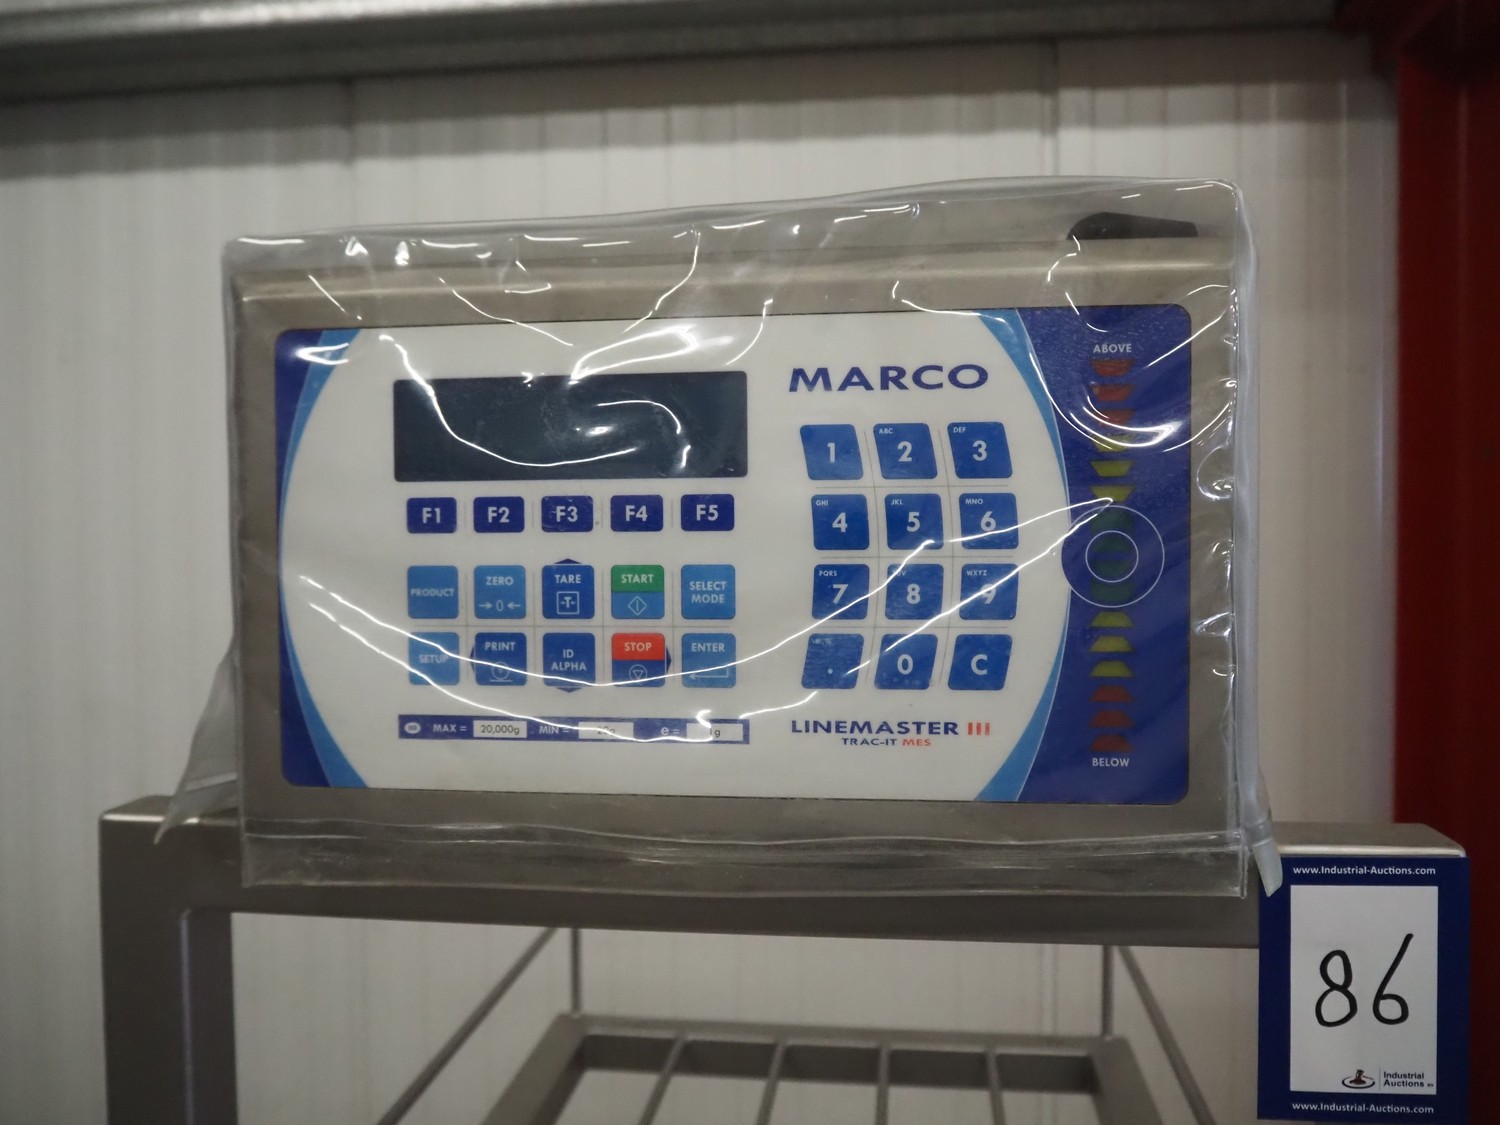 MARCO
ABOVE
1
ABC
2
DEF
3
GHI
4
JKL
5
MNO
6
PQRS
7
8
WXYZ
9
.
0
C
F1
F2
F3
F4
F5
PRODUCT
ZERO
→0←
TARE
T
START
SELECT
MODE
SETUP
PRINT
ID
ALPHA
STOP
ENTER
MAX = 20,000g MIN = e = g
LINEMASTER III
TRAC-IT MES
BELOW
www.Industrial-Auctions.com
86
Industrial
Auctions
www.Industrial-Auctions.com